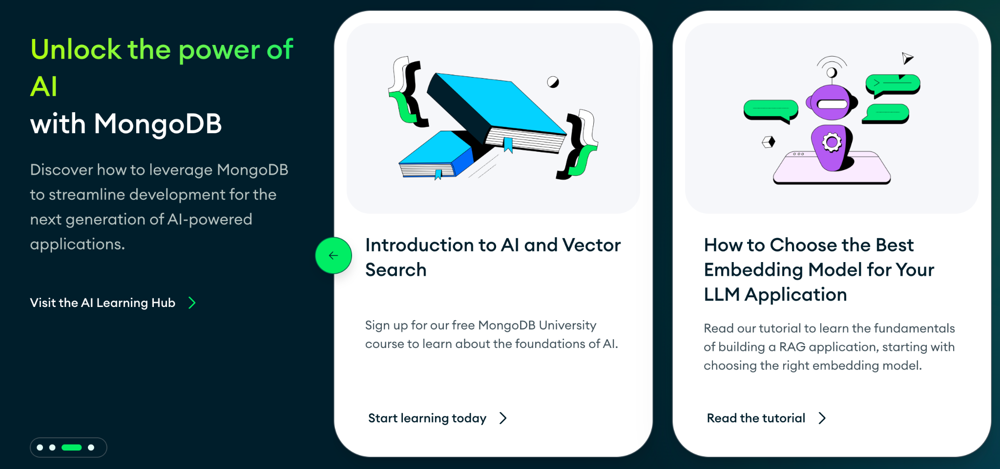 Unlock the power of
AI
with MongoDB
Discover how to leverage MongoDB
to streamline development for the
next generation of AI-powered
applications.
Visit the AI Learning Hub
Introduction to AI and Vector
Search
Sign up for our free MongoDB University
course to learn about the foundations of AI.
Start learning today
How to Choose the Best
Embedding Model for Your
LLM Application
Read our tutorial to learn the fundamentals
of building a RAG application, starting with
choosing the right embedding model.
Read the tutorial